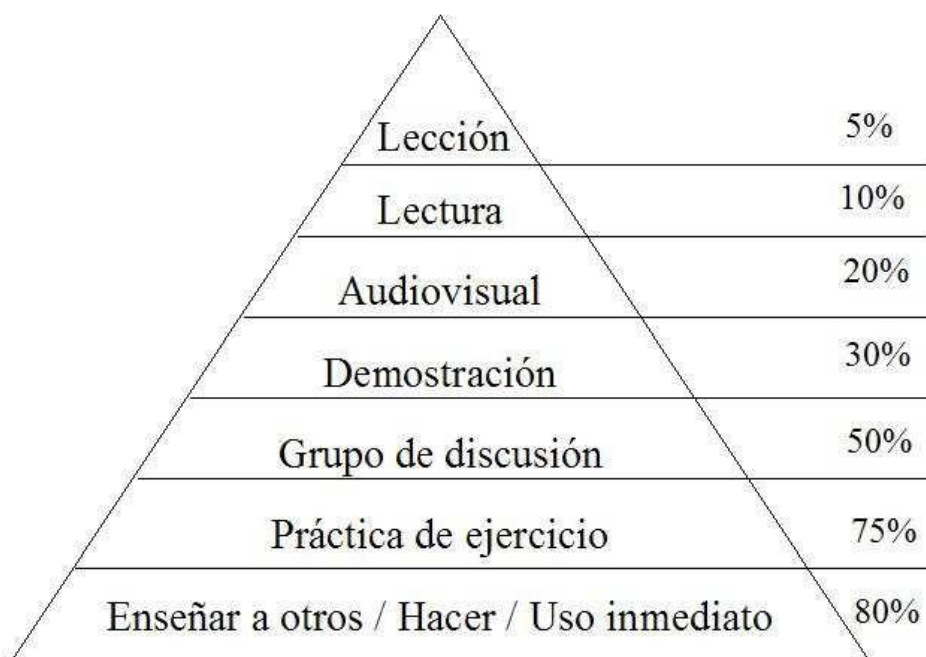 Lección 5%
Lectura 10%
Audiovisual 20%
Demostración 30%
Grupo de discusión 50%
Práctica de ejercicio 75%
Enseñar a otros / Hacer / Uso inmediato 80%